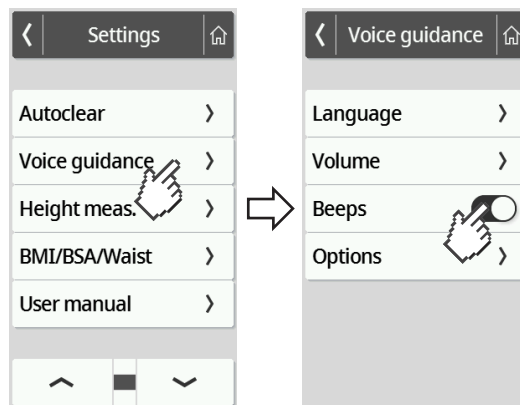 Settings
Autoclear
Voice guidance
Height meas.
BMI/BSA/Waist
User manual
Voice guidance
Language
Volume
Beeps
Options